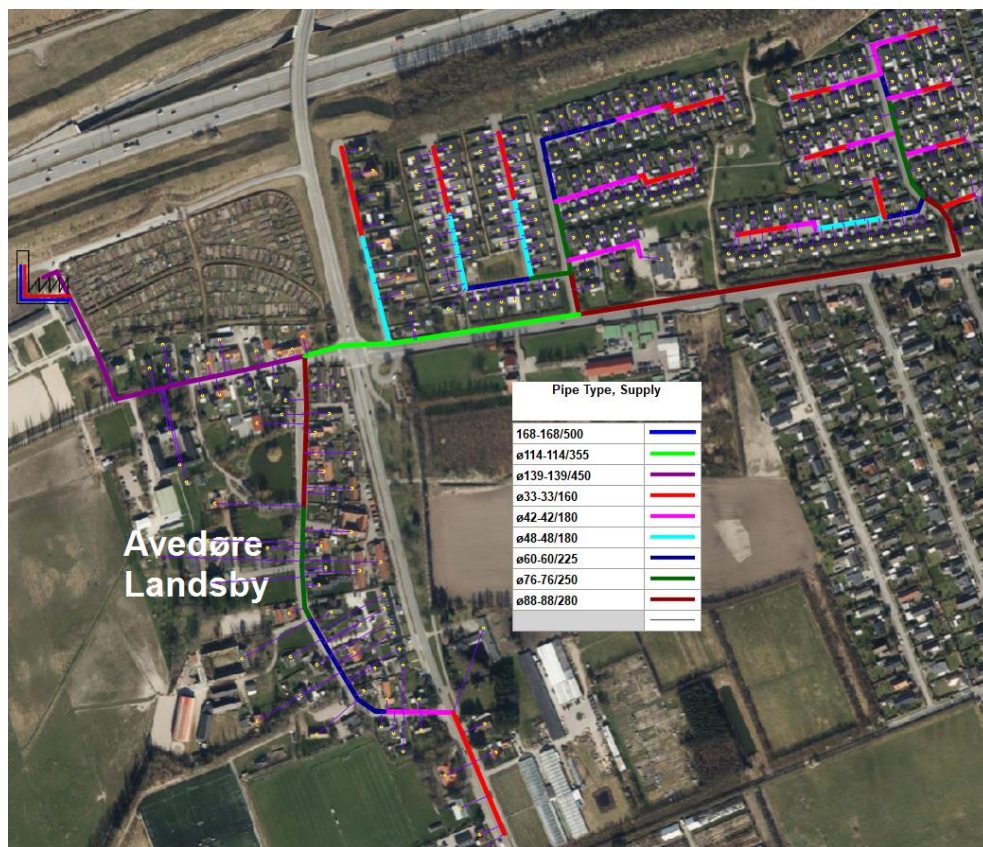 Pipe Type, Supply
168-168/500
ø114-114/355
ø139-139/450
ø33-33/160
ø42-42/180
ø48-48/180
ø60-60/225
ø76-76/250
ø88-88/280
Avedøre
Landsby